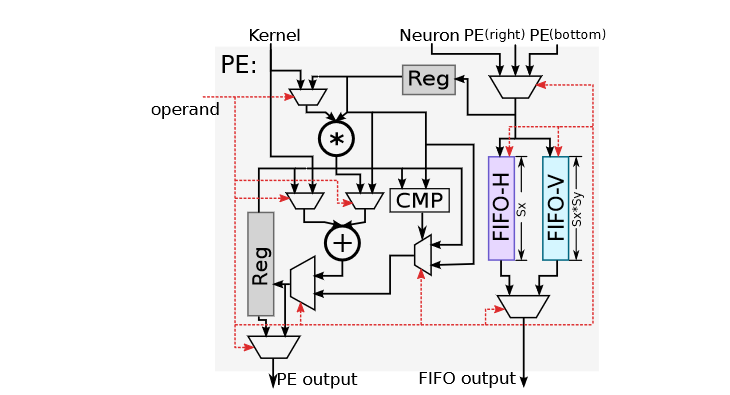 Kernel
Neuron PE(right) PE(bottom)
PE:
Reg
operand
*
CMP
FIFO-H
Sx
FIFO-V
Sx*Sy
+
Reg
PE output
FIFO output